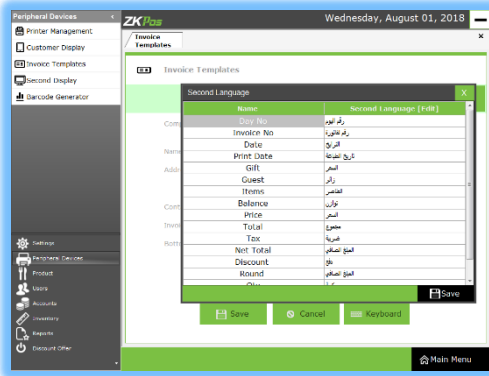 Peripheral Devices <
ZKPos
Wednesday, August 01, 2018
Printer Management
Customer Display
Invoice Templates
Second Display
Barcode Generator
Invoice Templates
x
Invoice Templates
Second Language
X
Name
Second Language [Edit]
Day No
رقم اليوم
Invoice No
رقم لفاتورة
Date
Print Date
تاريخ الطباعة
Gift
السعر
Guest
زائر
Items
العناصر
Balance
توازن
Price
السعر
Total
مجموع
Tax
ضريبة
Net Total
المبلغ الصافي
Discount
دفع
Round
المبلغ الصافي
Save
Save
Cancel
Keyboard
Settings
Peripheral Devices
Product
Users
Accounts
Inventory
Reports
Discount Offer
Main Menu